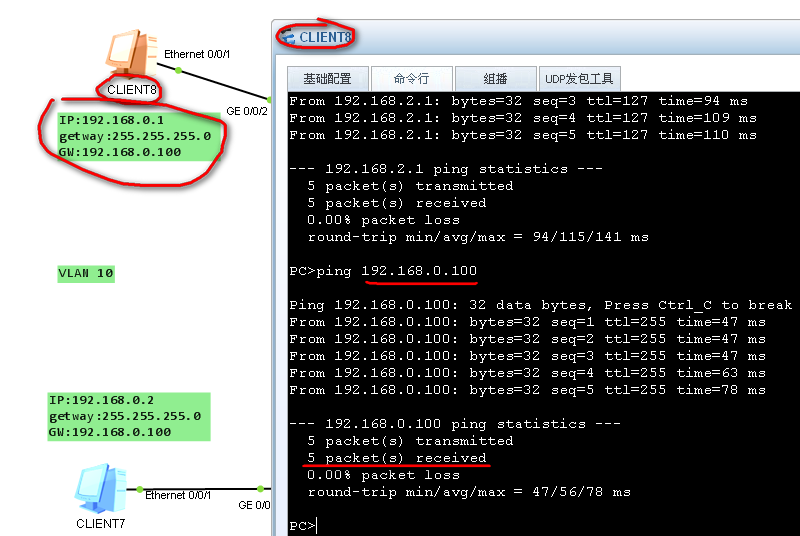 Ethernet 0/0/1
CLIENT8
GE 0/0/2
IP:192.168.0.1
getway:255.255.255.0
GW:192.168.0.100
VLAN 10
IP:192.168.0.2
getway:255.255.255.0
GW:192.168.0.100
Ethernet 0/0/1
GE 0/0
CLIENT7
CLIENT8
基础配置 命令行 组播 UDP发包工具
From 192.168.2.1: bytes=32 seq=3 ttl=127 time=94 ms
From 192.168.2.1: bytes=32 seq=4 ttl=127 time=109 ms
From 192.168.2.1: bytes=32 seq=5 ttl=127 time=110 ms
--- 192.168.2.1 ping statistics ---
5 packet(s) transmitted
5 packet(s) received
0.00% packet loss
round-trip min/avg/max = 94/115/141 ms
PC>ping 192.168.0.100
Ping 192.168.0.100: 32 data bytes, Press Ctrl_C to break
From 192.168.0.100: bytes=32 seq=1 ttl=255 time=47 ms
From 192.168.0.100: bytes=32 seq=2 ttl=255 time=47 ms
From 192.168.0.100: bytes=32 seq=3 ttl=255 time=47 ms
From 192.168.0.100: bytes=32 seq=4 ttl=255 time=63 ms
From 192.168.0.100: bytes=32 seq=5 ttl=255 time=78 ms
--- 192.168.0.100 ping statistics ---
5 packet(s) transmitted
5 packet(s) received
0.00% packet loss
round-trip min/avg/max = 47/56/78 ms
PC>